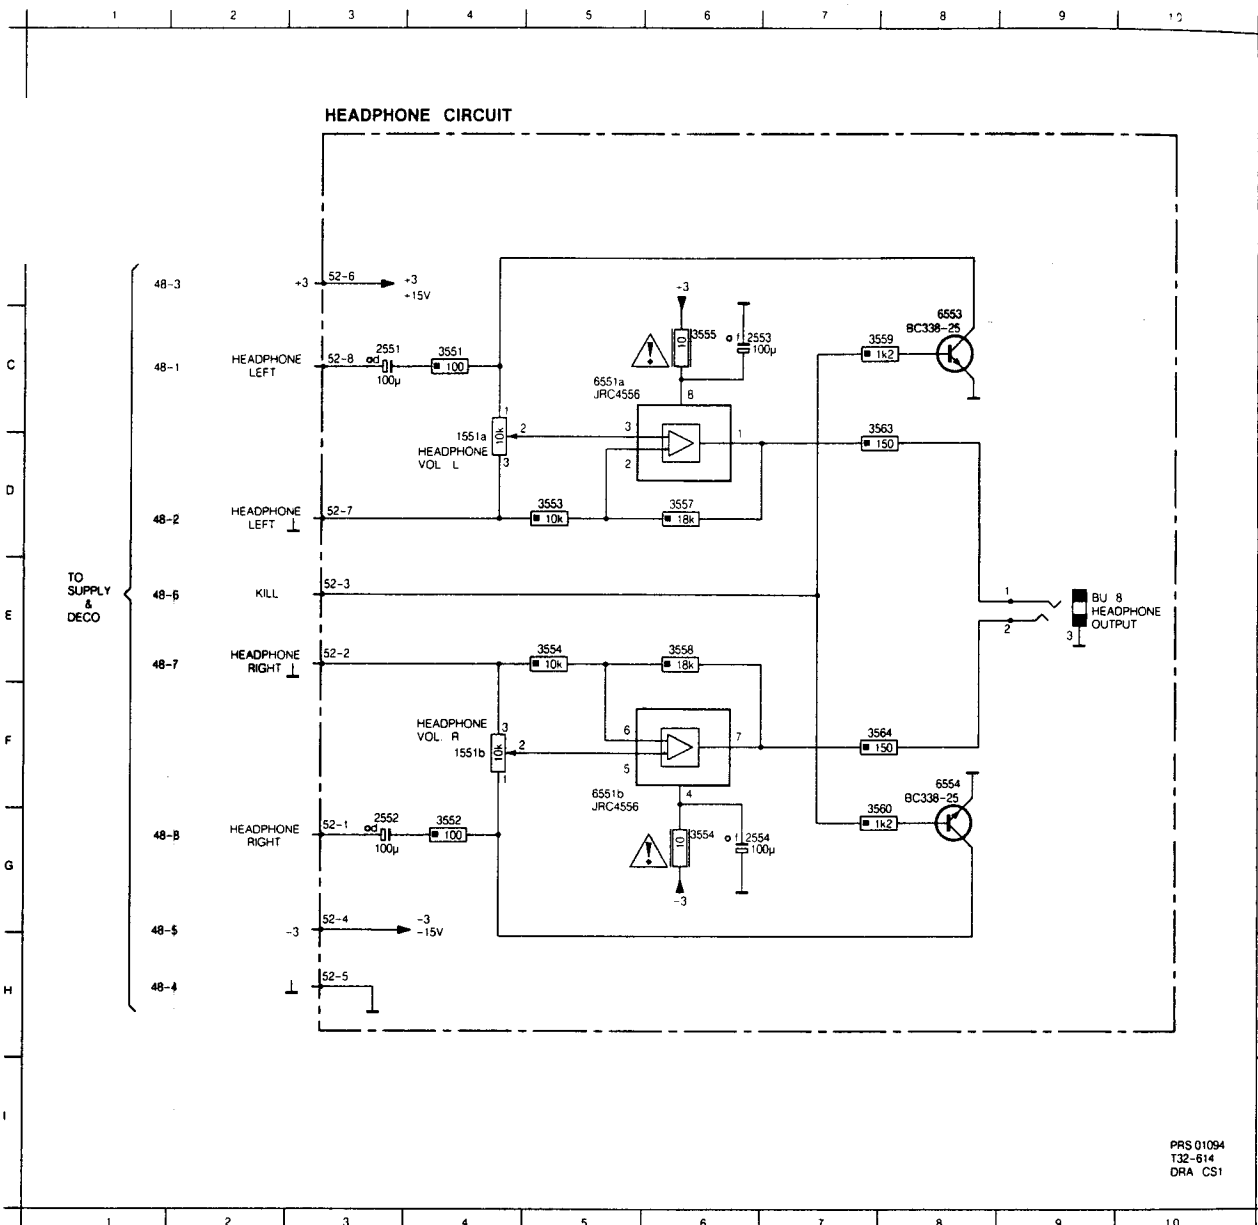 1 2 3 4 5 6 7 8 9 10
HEADPHONE CIRCUIT
48-3 +3 52-6 +3
+15V
+3
3555
10
2553
100µ
6553
BC338-25
3559
1k2
C
48-1 HEADPHONE
LEFT
52-8
2551
100µ
3551
100
6551a
JRC4556
8
1
1551a
10k
2
3
HEADPHONE
VOL L
3
2
1
3563
150
D
48-2 HEADPHONE
LEFT
52-7
3553
10k
3557
18k
TO
SUPPLY
&
DECO
E
48-6 KILL 52-3
1
2
3
BU 8
HEADPHONE
OUTPUT
48-7 HEADPHONE
RIGHT
52-2
3554
10k
3558
18k
F
HEADPHONE
VOL. R
1551b
3
10k
2
1
6
5
7
3564
150
6551b
JRC4556
4
6554
BC338-25
3560
1k2
48-8 HEADPHONE
RIGHT
52-1
2552
100µ
3552
100
3554
10
2554
100µ
G
-3
48-5 -3 52-4 -3
-15V
H
48-4 52-5
I
PRS 01094
T32-614
DRA CS1
1 2 3 4 5 6 7 8 9 10